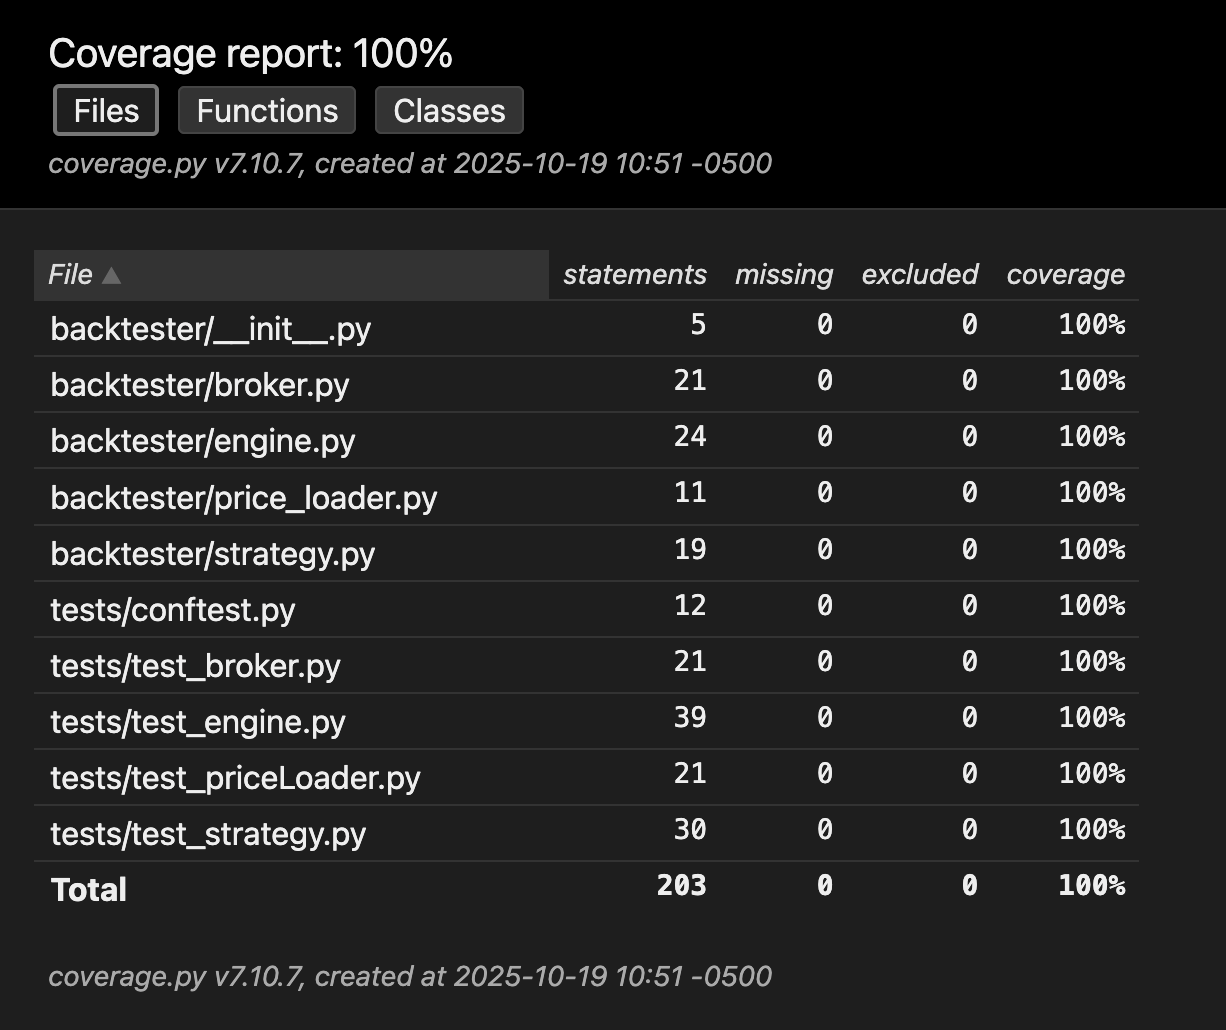 Coverage report: 100%
Files Functions Classes
coverage.py v7.10.7, created at 2025-10-19 10:51 -0500
File ▲ statements missing excluded coverage
backtester/__init__.py 5 0 0 100%
backtester/broker.py 21 0 0 100%
backtester/engine.py 24 0 0 100%
backtester/price_loader.py 11 0 0 100%
backtester/strategy.py 19 0 0 100%
tests/conftest.py 12 0 0 100%
tests/test_broker.py 21 0 0 100%
tests/test_engine.py 39 0 0 100%
tests/test_priceLoader.py 21 0 0 100%
tests/test_strategy.py 30 0 0 100%
Total 203 0 0 100%
coverage.py v7.10.7, created at 2025-10-19 10:51 -0500